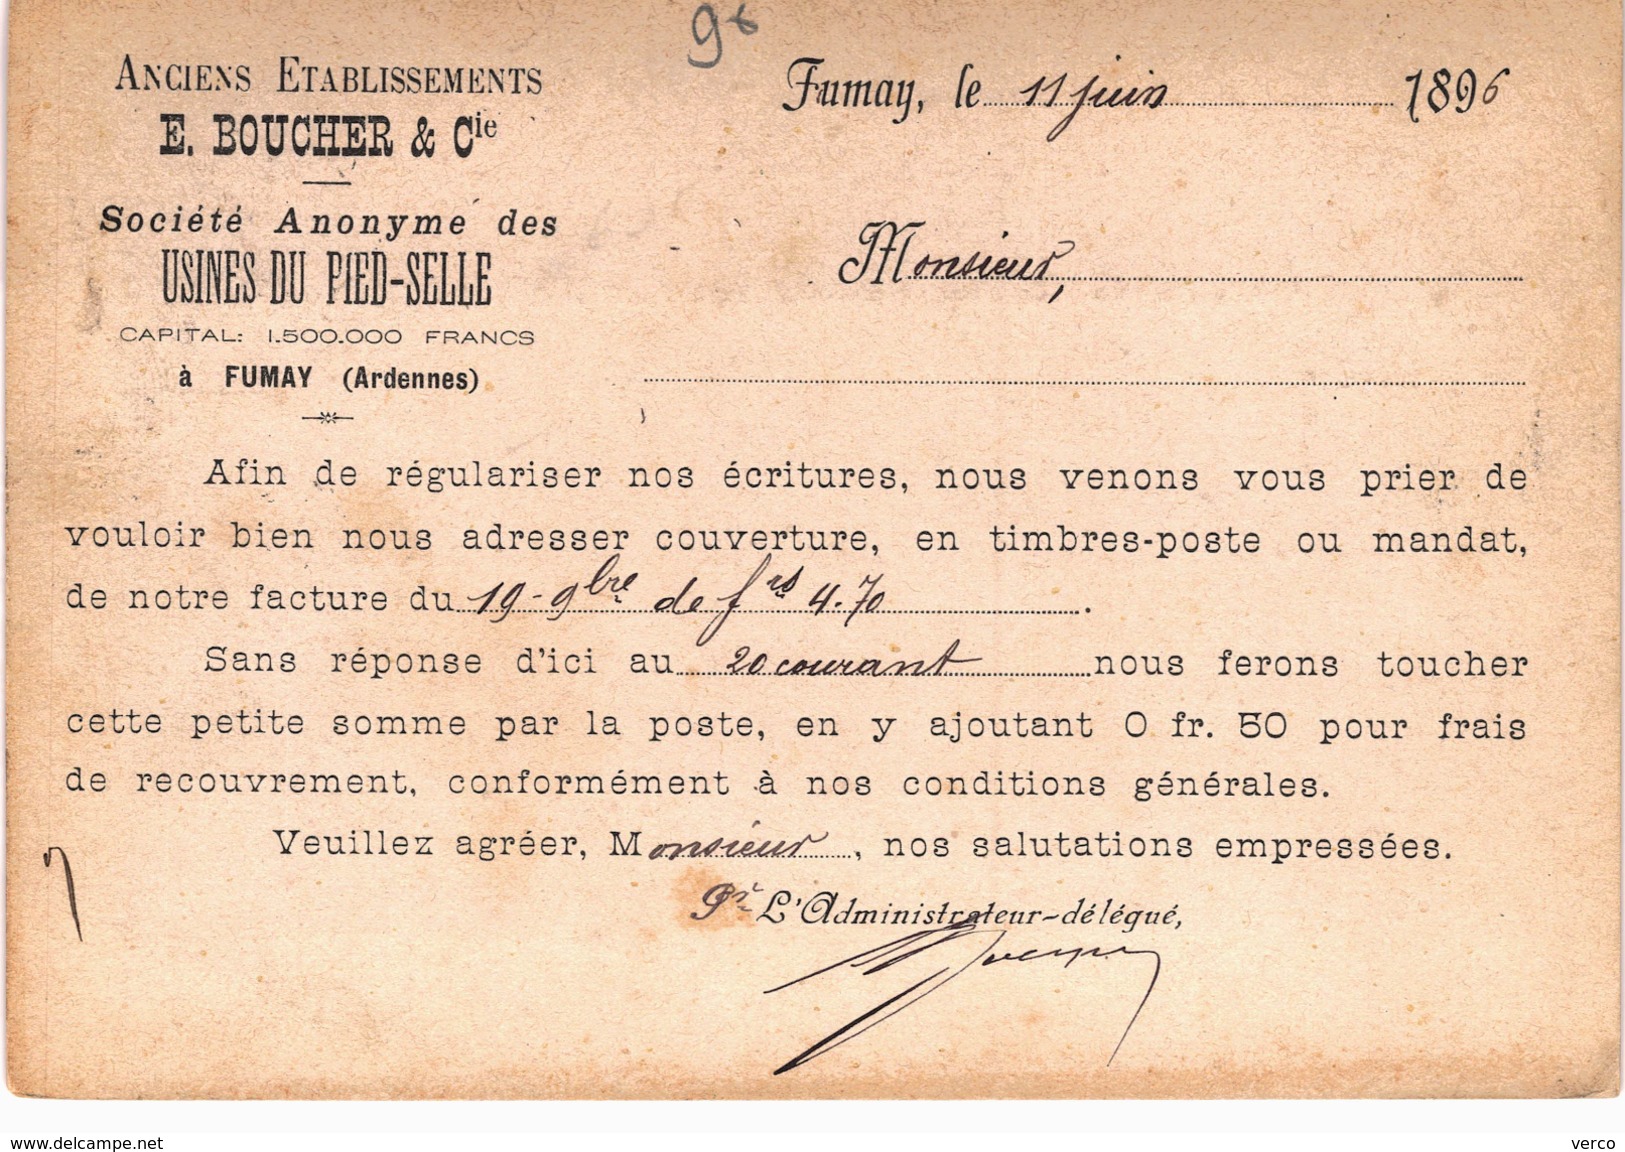 96
ANCIENS ETABLISSEMENTS
E. BOUCHER & Cie
Société Anonyme des
USINES DU PIED-SELLE
CAPITAL: 1.500.000 FRANCS
à FUMAY (Ardennes)
Fumay, le 11 juin 1896
Monsieur,
Afin de régulariser nos écritures, nous venons vous prier de
vouloir bien nous adresser couverture, en timbres-poste ou mandat,
de notre facture du 19-9bre de frs 4.70.
Sans réponse d'ici au 20 courant nous ferons toucher
cette petite somme par la poste, en y ajoutant 0 fr. 50 pour frais
de recouvrement, conformément à nos conditions générales.
Veuillez agréer, Monsieur, nos salutations empressées.
Pr L'Administrateur-délégué,
www.delcampe.net
verco